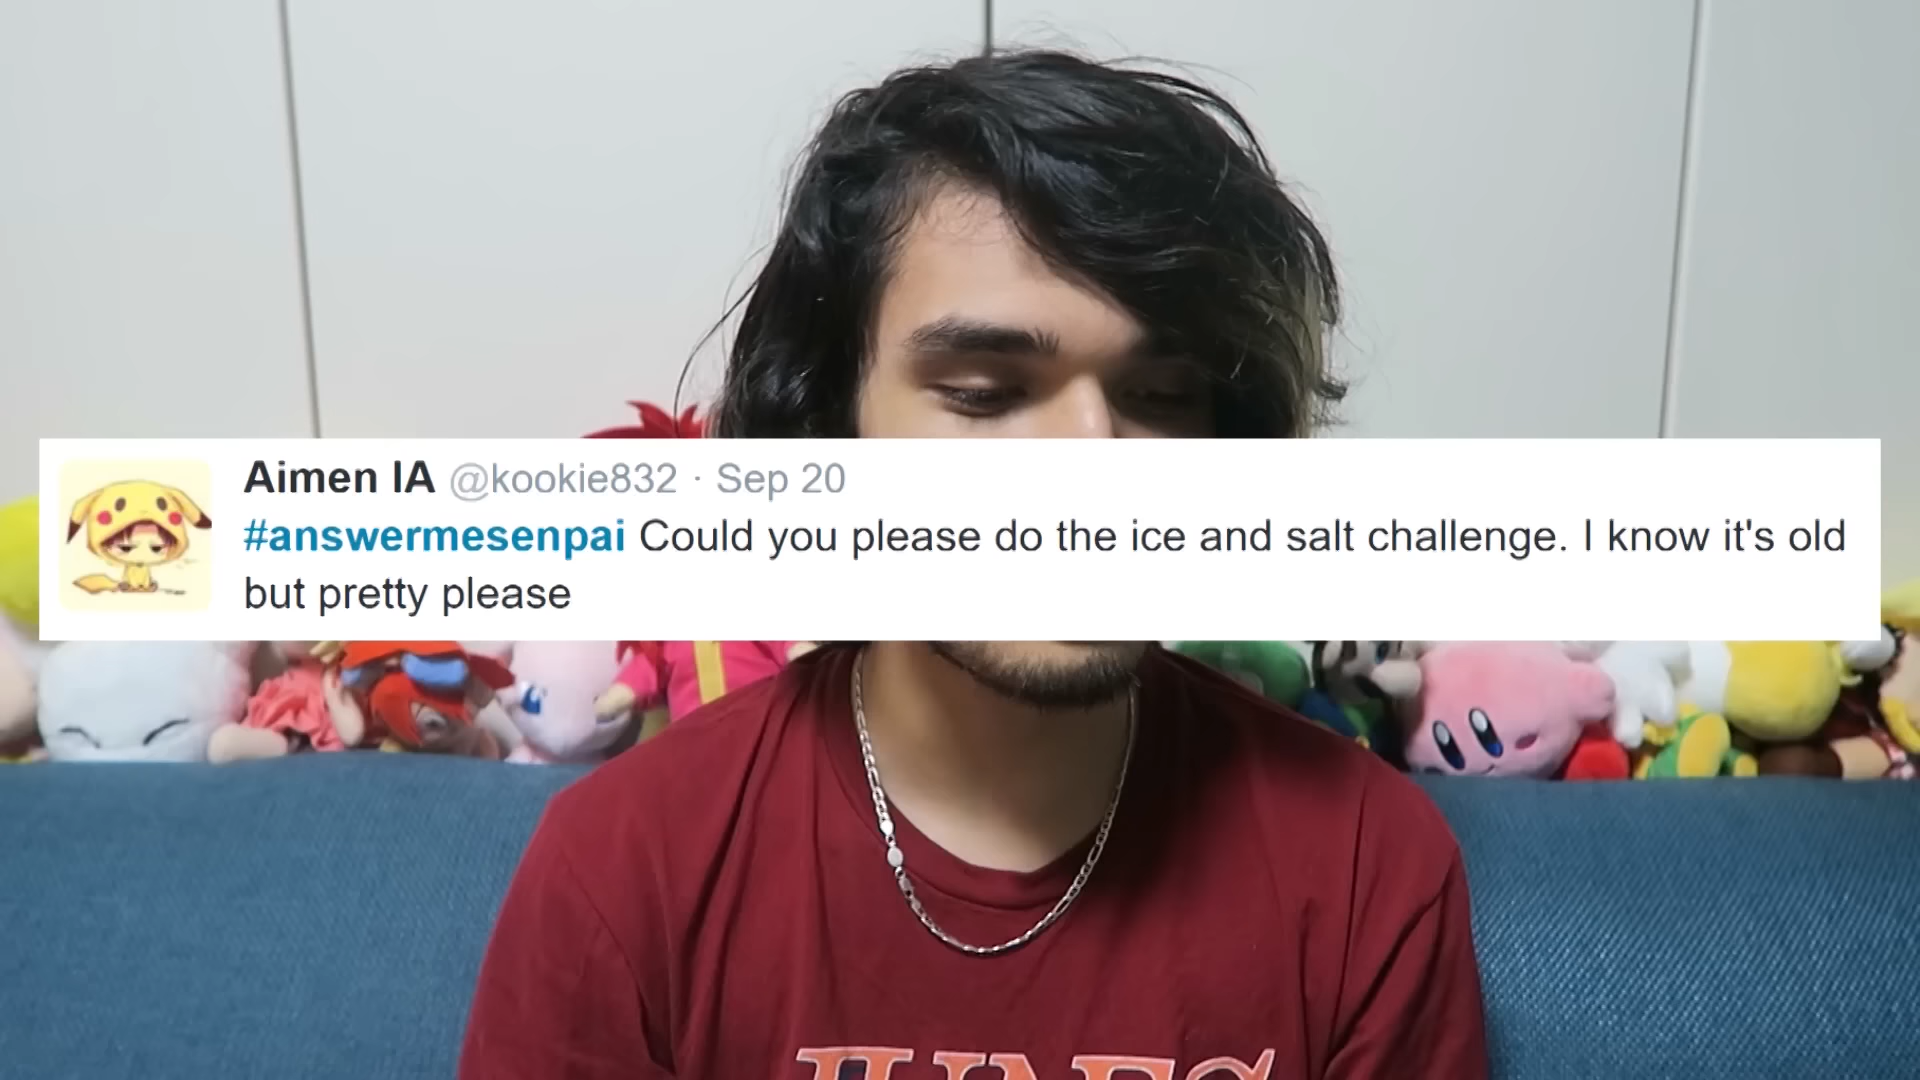 Aimen IA @kookie832 · Sep 20
#answermesenpai Could you please do the ice and salt challenge. I know it's old
but pretty please
JUNES